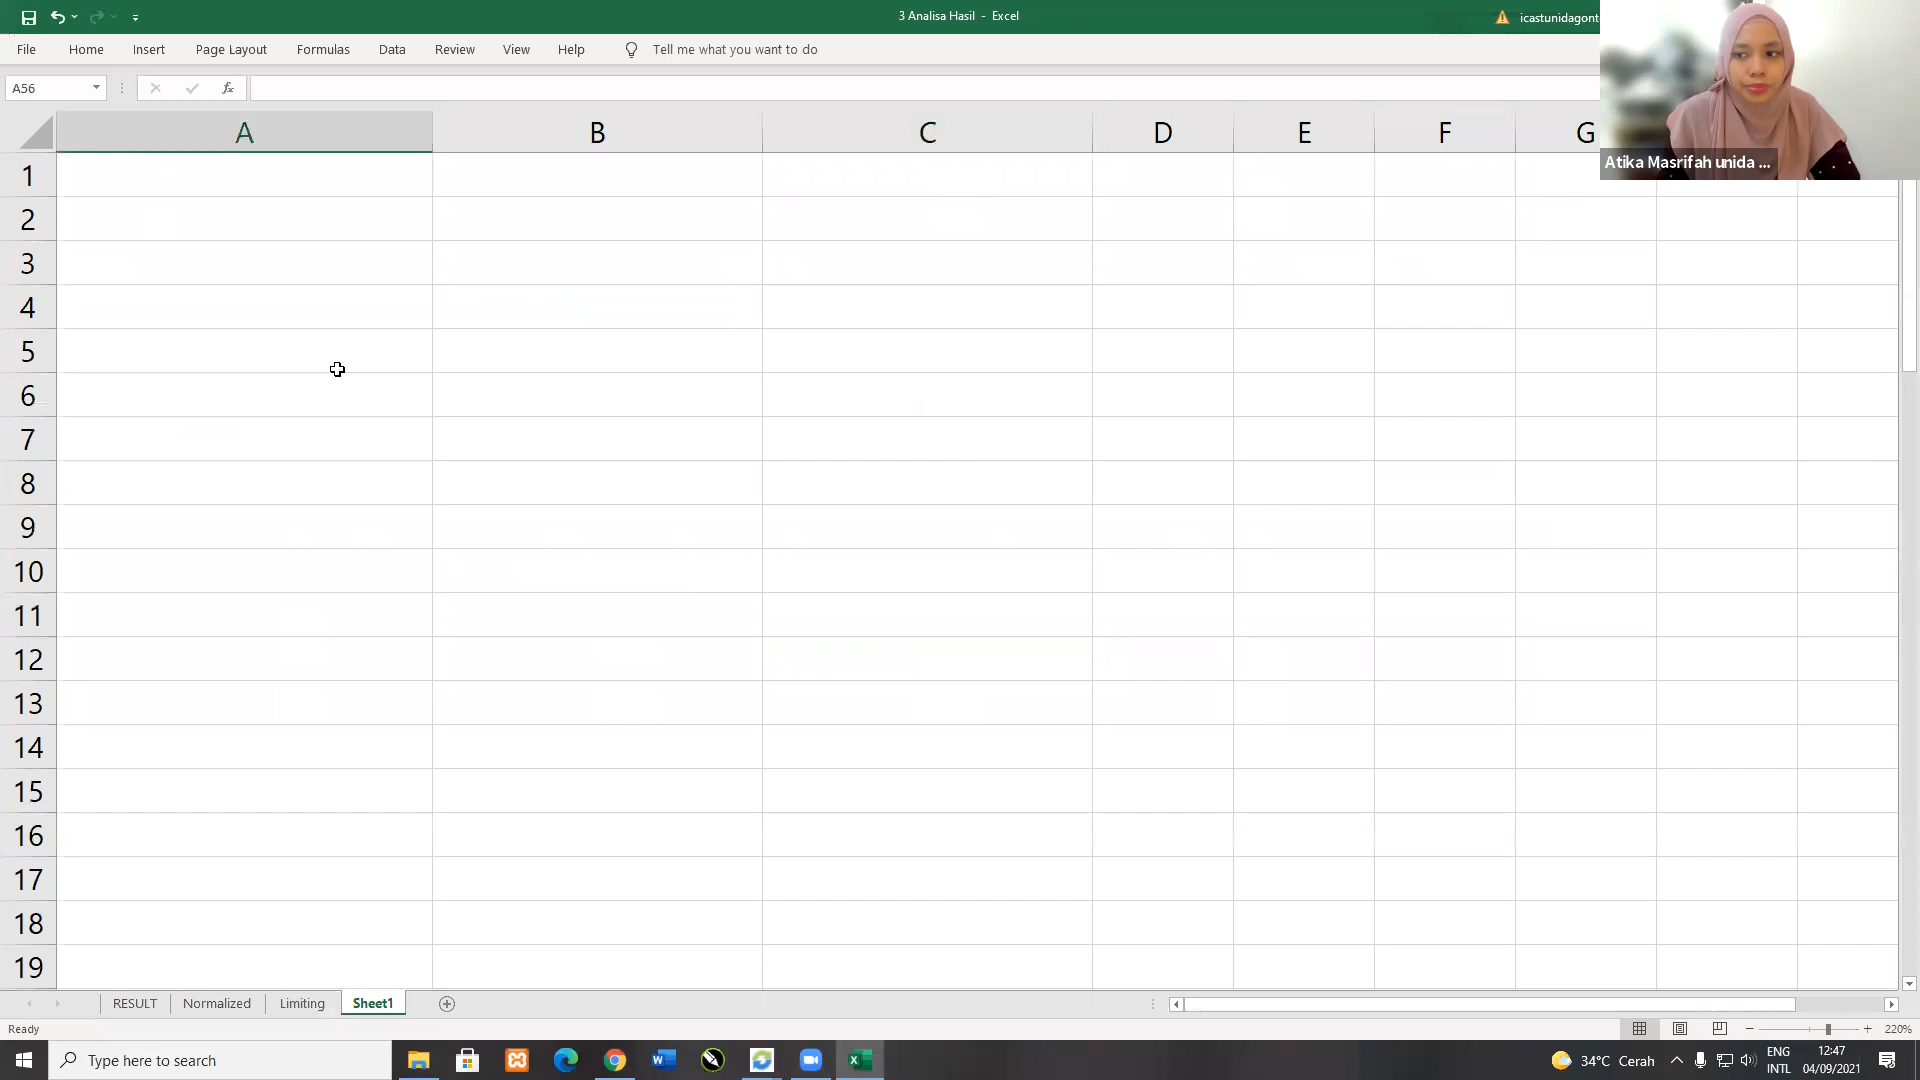 3 Analisa Hasil - Excel
icastunidagont
File Home Insert Page Layout Formulas Data Review View Help Tell me what you want to do
A56
fx
A B C D E F G
Atika Masrifah unida ...
1
2
3
4
5
6
7
8
9
10
11
12
13
14
15
16
17
18
19
RESULT Normalized Limiting Sheet1
Ready
220%
Type here to search
34°C Cerah
ENG
INTL
12:47
04/09/2021